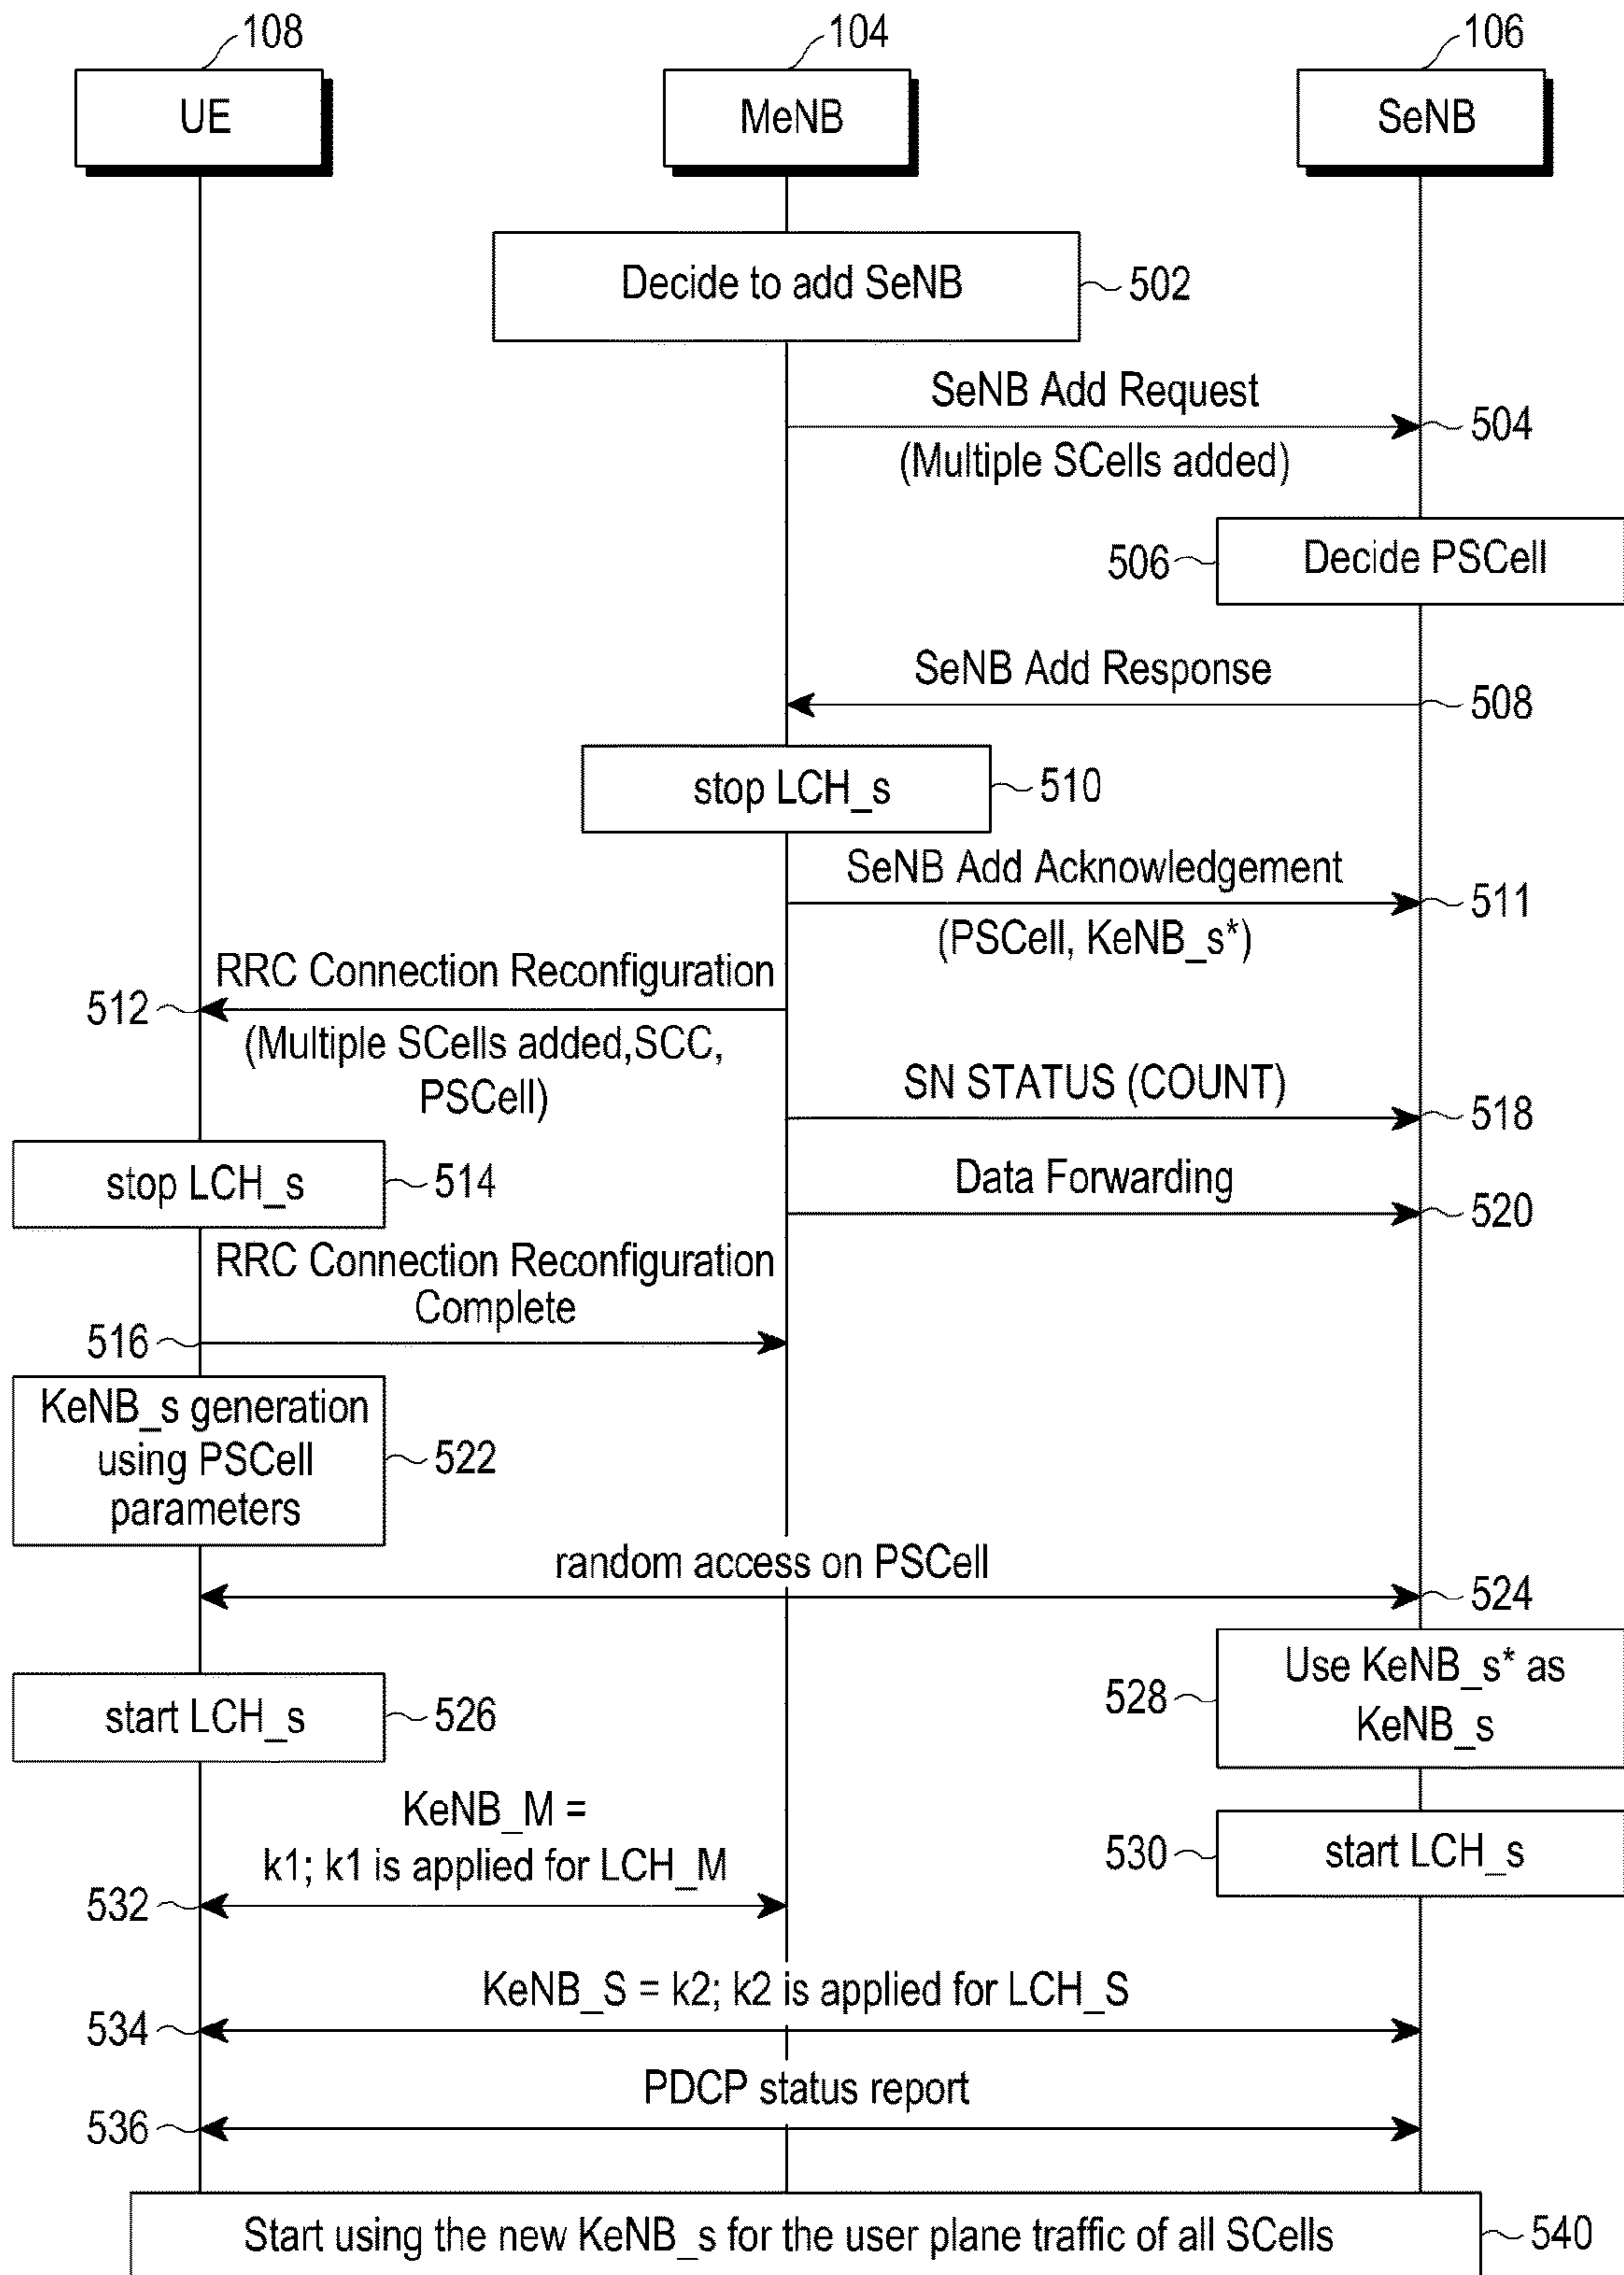 108
104
106
UE
MeNB
SeNB
Decide to add SeNB
502
SeNB Add Request
504
(Multiple SCells added)
506
Decide PSCell
SeNB Add Response
508
stop LCH_s
510
SeNB Add Acknowledgement
511
(PSCell, KeNB_s*)
RRC Connection Reconfiguration
512
(Multiple SCells added,SCC,
PSCell)
SN STATUS (COUNT)
518
stop LCH_s
514
Data Forwarding
520
RRC Connection Reconfiguration
Complete
516
KeNB_s generation
using PSCell
parameters
522
random access on PSCell
524
528
Use KeNB_s* as
KeNB_s
start LCH_s
526
KeNB_M =
k1; k1 is applied for LCH_M
532
530
start LCH_s
KeNB_S = k2; k2 is applied for LCH_S
534
PDCP status report
536
Start using the new KeNB_s for the user plane traffic of all SCells
540